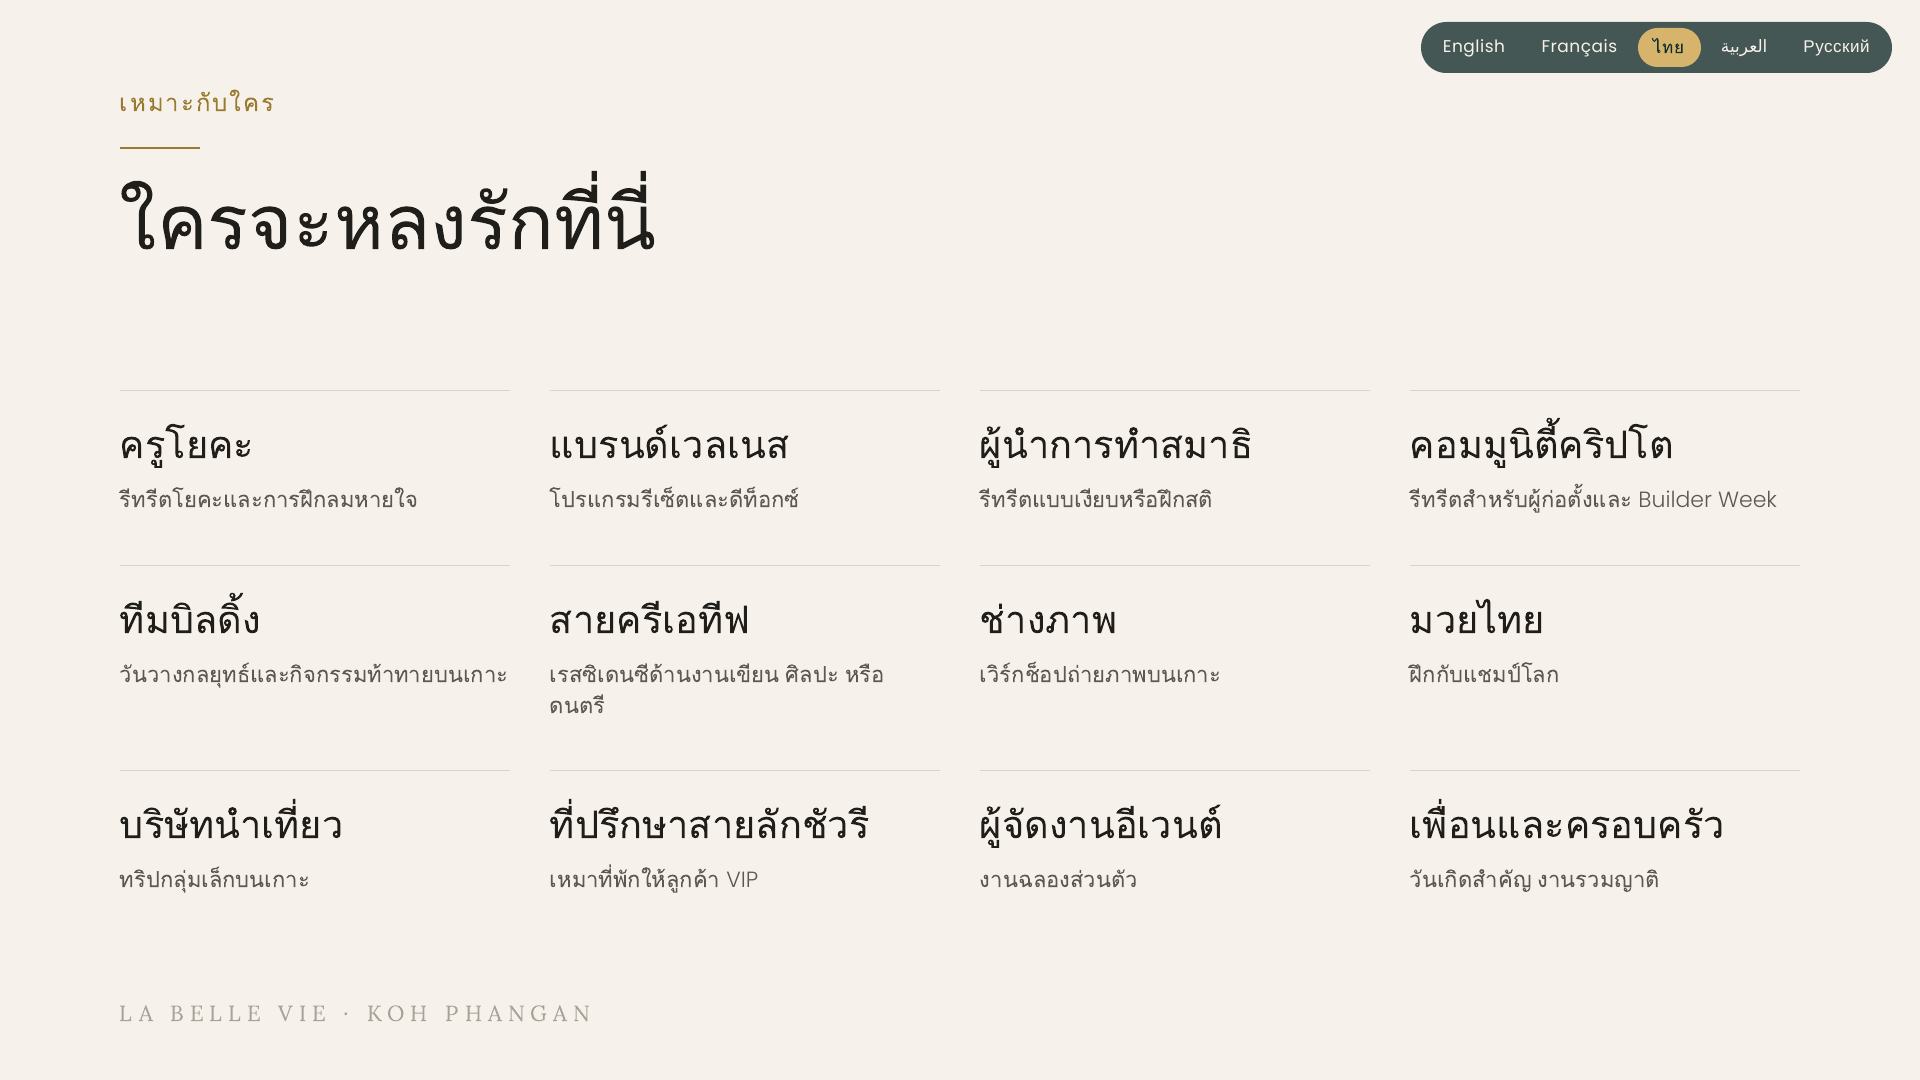 English Français ไทย العربية Русский
เหมาะกับใคร
ใครจะหลงรักที่นี่
ครูโยคะ
รีทรีตโยคะและการฝึกลมหายใจ
แบรนด์เวลเนส
โปรแกรมรีเซ็ตและดีท็อกซ์
ผู้นำการทำสมาธิ
รีทรีตแบบเงียบหรือฝึกสติ
คอมมูนิตี้คริปโต
รีทรีตสำหรับผู้ก่อตั้งและ Builder Week
ทีมบิลดิ้ง
วันวางกลยุทธ์และกิจกรรมท้าทายบนเกาะ
สายครีเอทีฟ
เรสซิเดนซีด้านงานเขียน ศิลปะ หรือ
ดนตรี
ช่างภาพ
เวิร์กช็อปถ่ายภาพบนเกาะ
มวยไทย
ฝึกกับแชมป์โลก
บริษัทนำเที่ยว
ทริปกลุ่มเล็กบนเกาะ
ที่ปรึกษาสายลักชัวรี
เหมาที่พักให้ลูกค้า VIP
ผู้จัดงานอีเวนต์
งานฉลองส่วนตัว
เพื่อนและครอบครัว
วันเกิดสำคัญ งานรวมญาติ
LA BELLE VIE · KOH PHANGAN